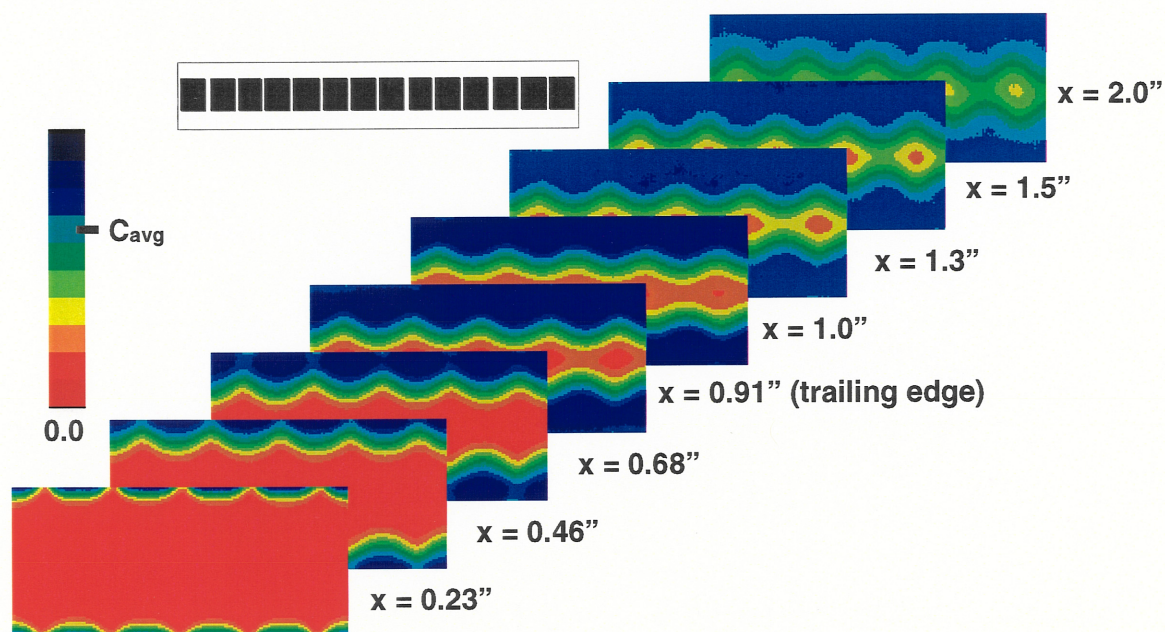 x = 2.0”
x = 1.5”
Cavg
x = 1.3”
x = 1.0”
x = 0.91” (trailing edge)
0.0
x = 0.68”
x = 0.46”
x = 0.23”